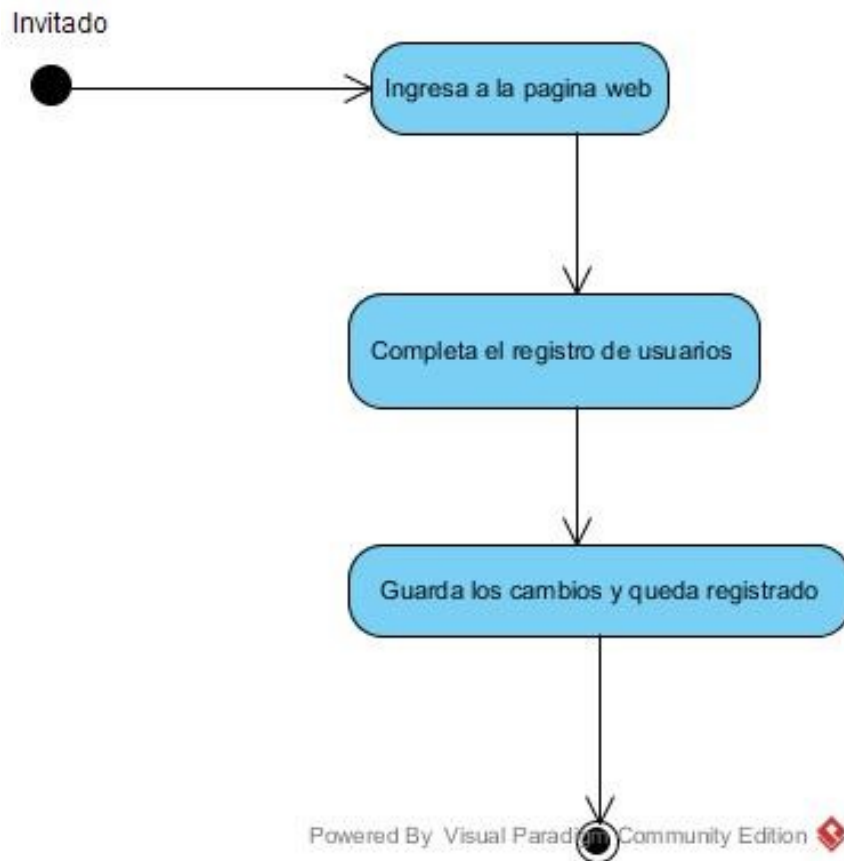 Invitado
Ingresa a la pagina web
Completa el registro de usuarios
Guarda los cambios y queda registrado
Powered By Visual Paradigm Community Edition